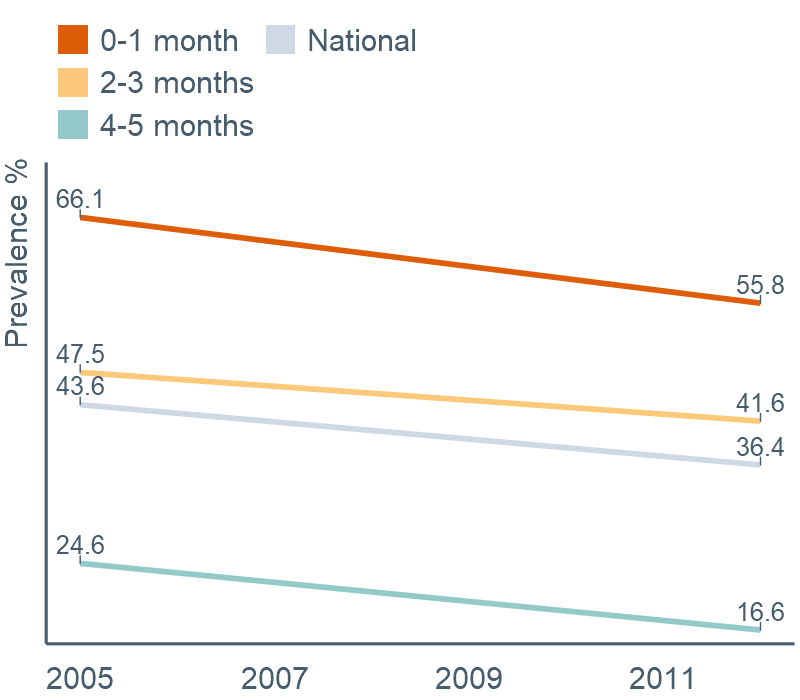 0-1 month
National
2-3 months
4-5 months
Prevalence %
66.1
55.8
47.5
43.6
41.6
36.4
24.6
16.6
2005 2007 2009 2011